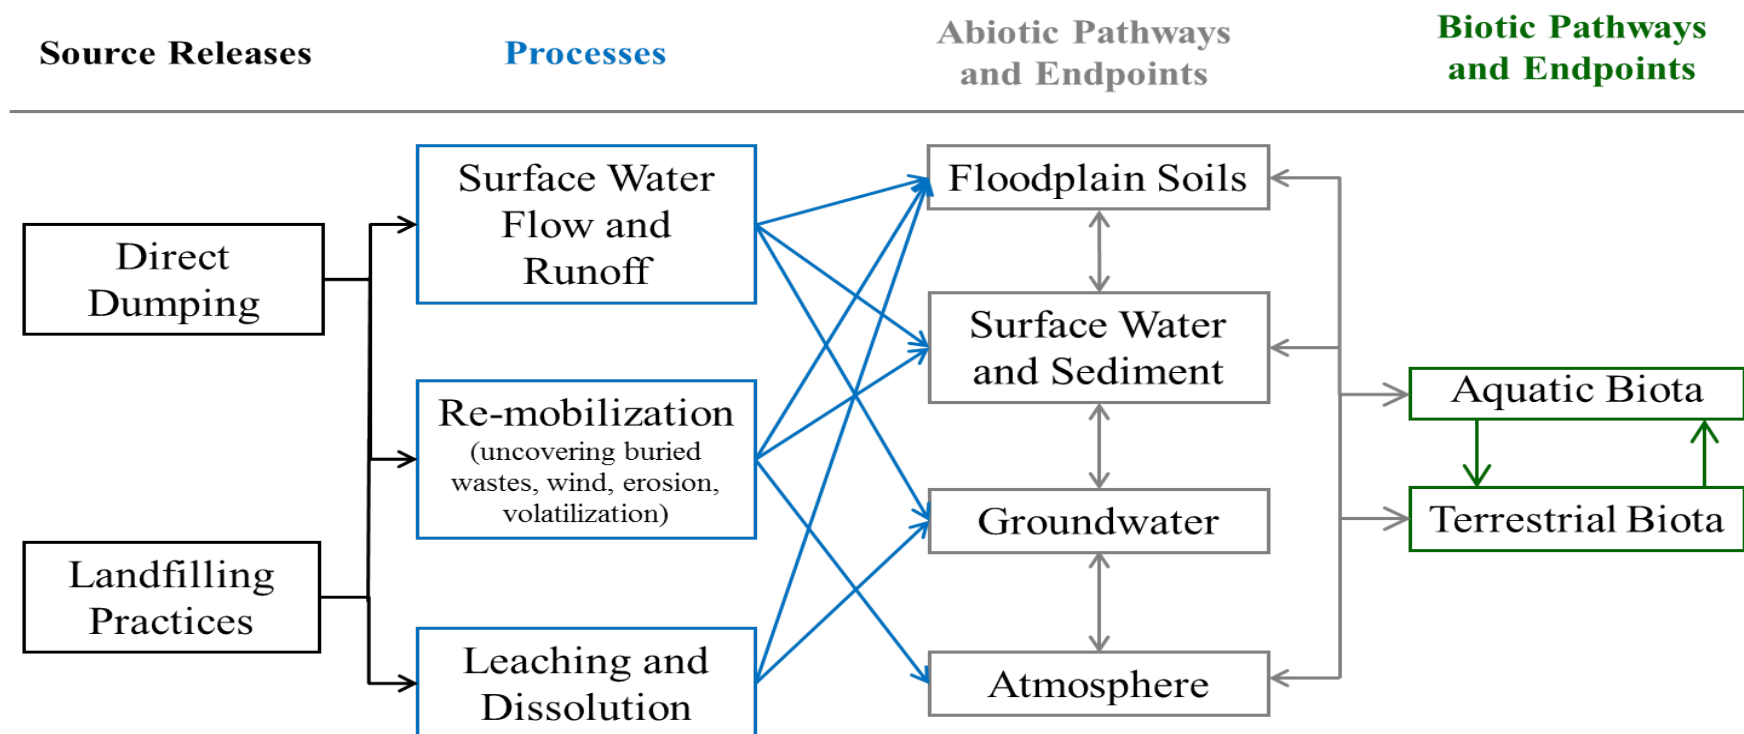 Source Releases
Processes
Abiotic Pathways
and Endpoints
Biotic Pathways
and Endpoints
Direct
Dumping
Landfilling
Practices
Surface Water
Flow and
Runoff
Re-mobilization
(uncovering buried
wastes, wind, erosion,
volatilization)
Leaching and
Dissolution
Floodplain Soils
Surface Water
and Sediment
Groundwater
Atmosphere
Aquatic Biota
Terrestrial Biota